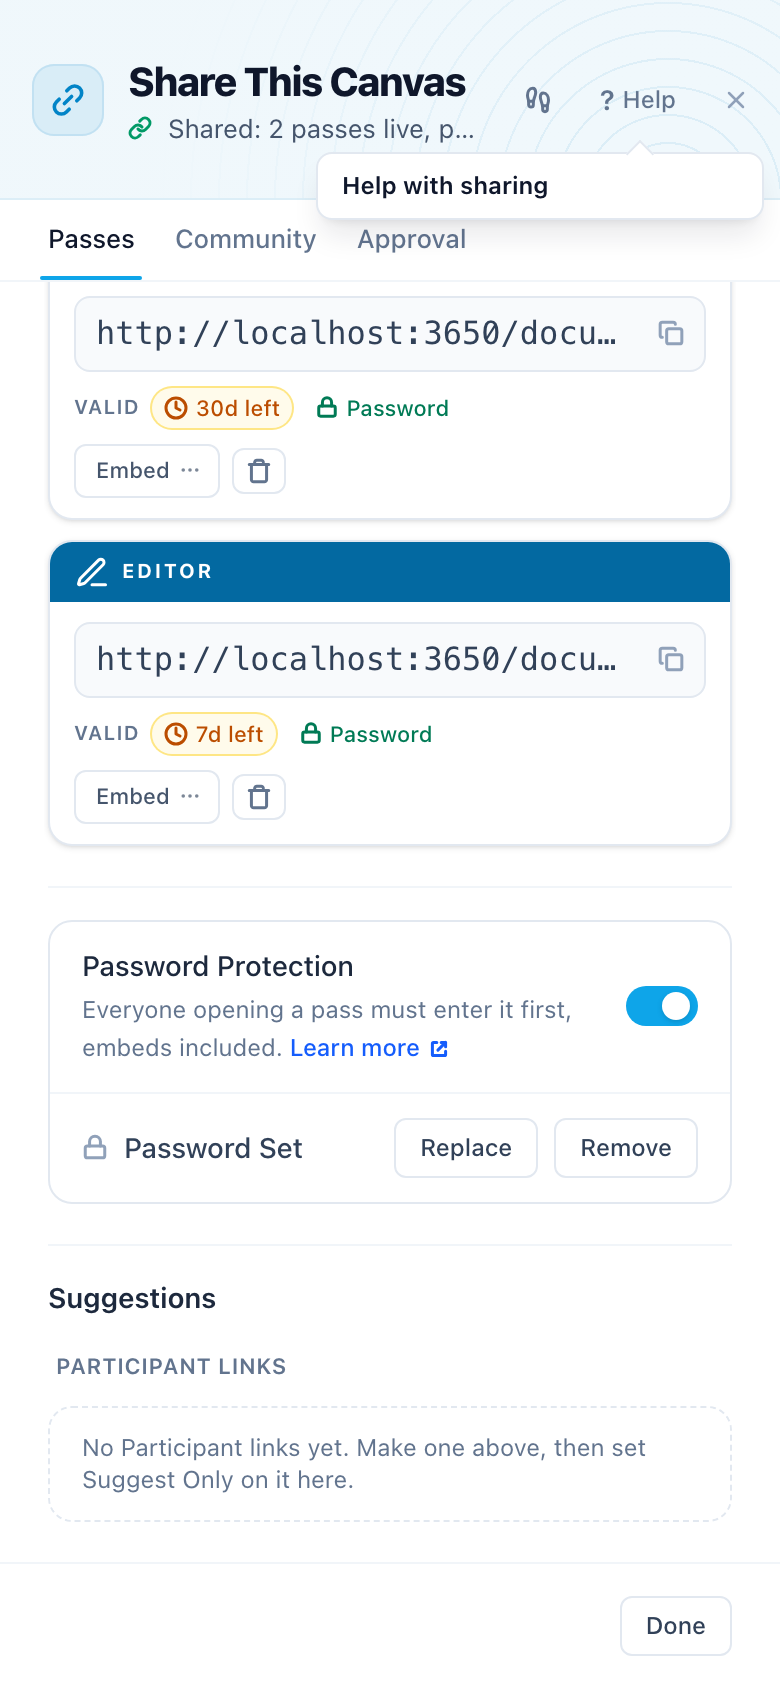 Share This Canvas
Shared: 2 passes live, p...
? Help
Help with sharing
Passes
Community
Approval
http://localhost:3650/docu…
VALID
30d left
Password
Embed ···
EDITOR
http://localhost:3650/docu…
VALID
7d left
Password
Embed ···
Password Protection
Everyone opening a pass must enter it first,
embeds included. Learn more
Password Set
Replace
Remove
Suggestions
PARTICIPANT LINKS
No Participant links yet. Make one above, then set
Suggest Only on it here.
Done